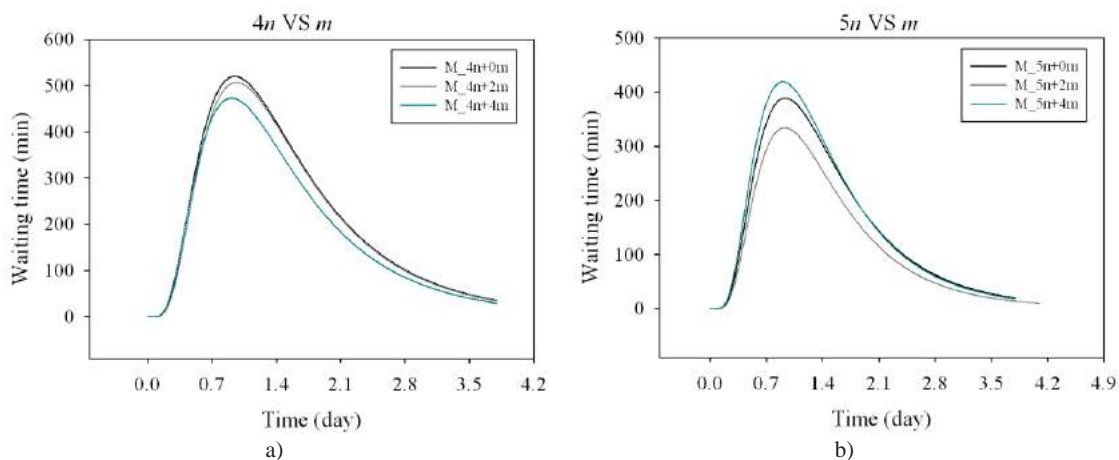 4n VS m
600
500
400
300
200
100
0
Waiting time (min)
M_4n+0m
M_4n+2m
M_4n+4m
0.0 0.7 1.4 2.1 2.8 3.5 4.2
Time (day)
a)
5n VS m
500
400
300
200
100
0
Waiting time (min)
M_5n+0m
M_5n+2m
M_5n+4m
0.0 0.7 1.4 2.1 2.8 3.5 4.2 4.9
Time (day)
b)